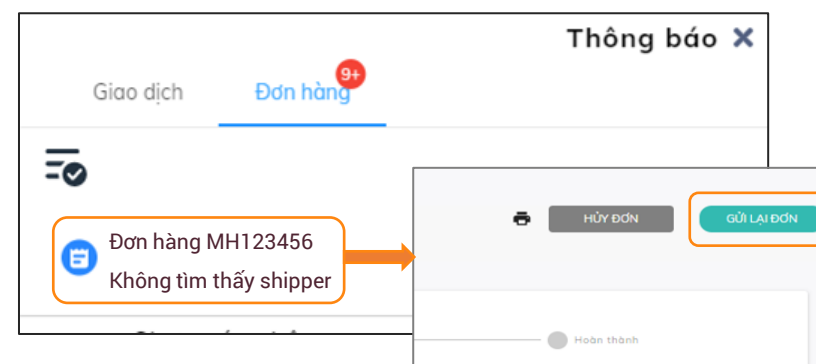 Thông báo
Giao dịch
Đơn hàng
9+
HỦY ĐƠN
GỬI LẠI ĐƠN
Đơn hàng MH123456
Không tìm thấy shipper
Hoàn thành